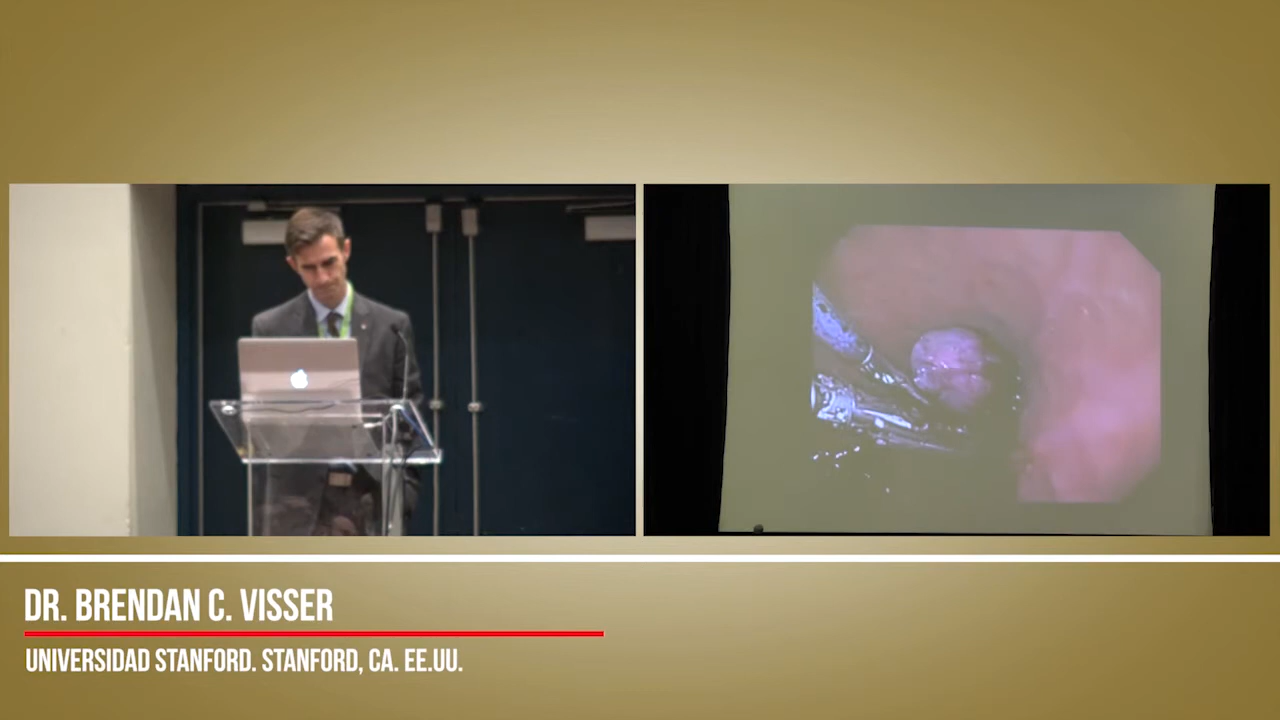 DR. BRENDAN C. VISSER
UNIVERSIDAD STANFORD. STANFORD, CA. EE.UU.